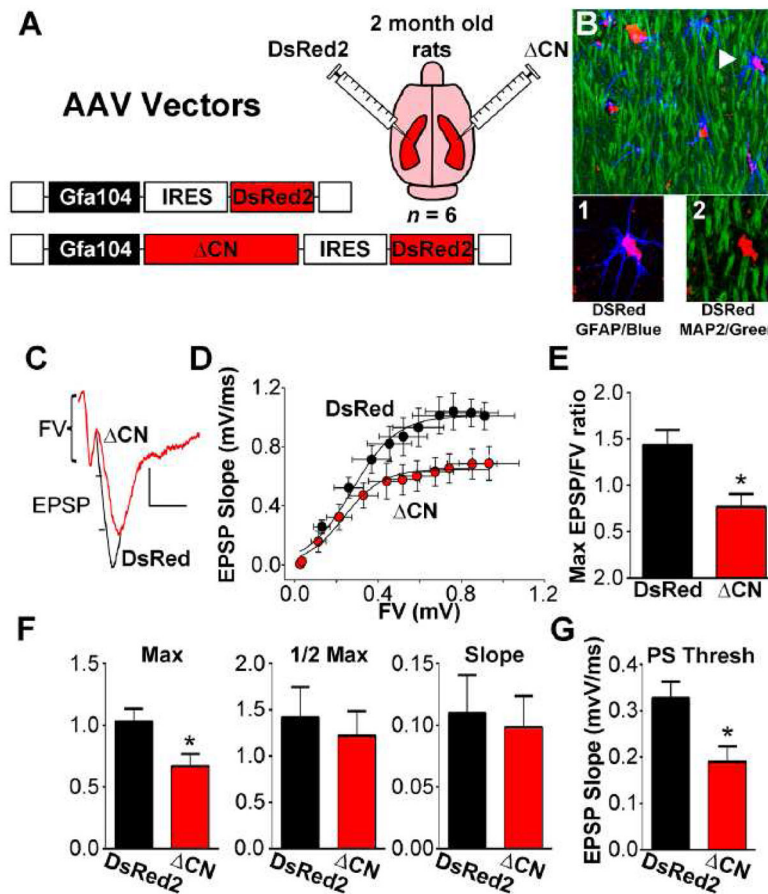 A
AAV Vectors
2 month old
rats
DsRed2
ΔCN
n = 6
Gfa104 IRES DsRed2
Gfa104 ΔCN IRES DsRed2
B
1
2
DSRed
GFAP/Blue
DSRed
MAP2/Green
C
FV
ΔCN
EPSP
DsRed
D
EPSP Slope (mV/ms)
1.2
0.8
0.4
0.0
DsRed
ΔCN
0.0 0.4 0.8 1.2
FV (mV)
E
Max EPSP/FV ratio
2.0
1.5
1.0
0.5
2.0
*
DsRed ΔCN
F
Max
1.5
1.0
0.5
0.0
*
DsRed2 ΔCN
1/2 Max
2.0
1.5
1.0
0.5
0.0
DsRed2 ΔCN
Slope
0.15
0.10
0.05
0.00
DsRed2 ΔCN
G
PS Thresh
EPSP Slope (mvV/ms)
0.4
0.3
0.2
0.2
0.0
*
DsRed2 ΔCN